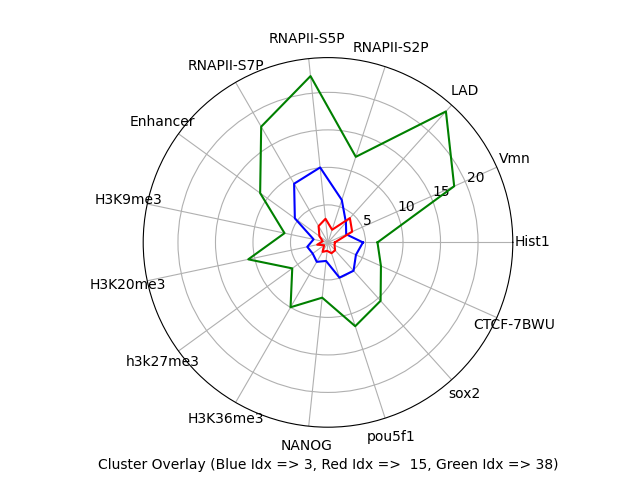 RNAPII-S5P
RNAPII-S2P
RNAPII-S7P
LAD
Enhancer
Vmn
20
15
10
5
H3K9me3
Hist1
H3K20me3
CTCF-7BWU
h3k27me3
sox2
H3K36me3
pou5f1
NANOG
Cluster Overlay (Blue Idx => 3, Red Idx =>  15, Green Idx => 38)